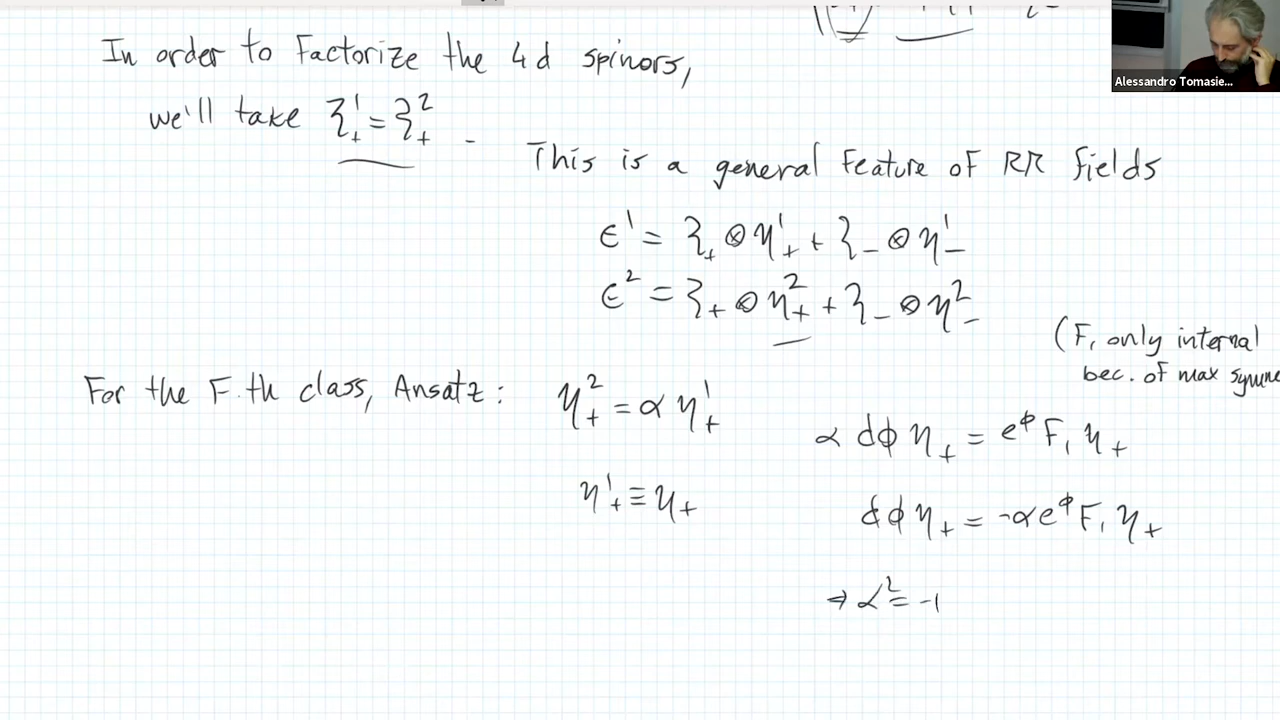 Alessandro Tomasie...
In order to Factorize the 4d spinors,
we'll take ζ¹₊ = ζ²₊ .
This is a general feature of RR fields
ϵ¹ = ζ₊ ⊗ η¹₊ + ζ₋ ⊗ η¹₋
ϵ² = ζ₊ ⊗ η²₊ + ζ₋ ⊗ η²₋
(F₁ only internal
bec. of max symme
For the F.th class, Ansatz : η²₊ = α η¹₊
α dϕ η₊ = e^ϕ F₁ η₊
η¹₊ ≡ η₊
dϕ η₊ = -α e^ϕ F₁ η₊
⇒ α² = -1